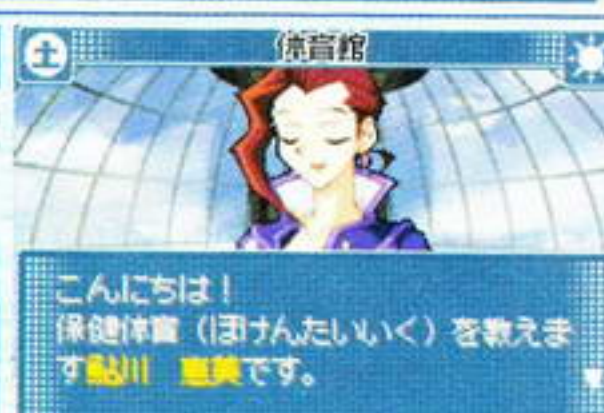 土
体育館
こんにちは！
保健体育（ほけんたいいく）を教えま
す鮎川　恵美です。